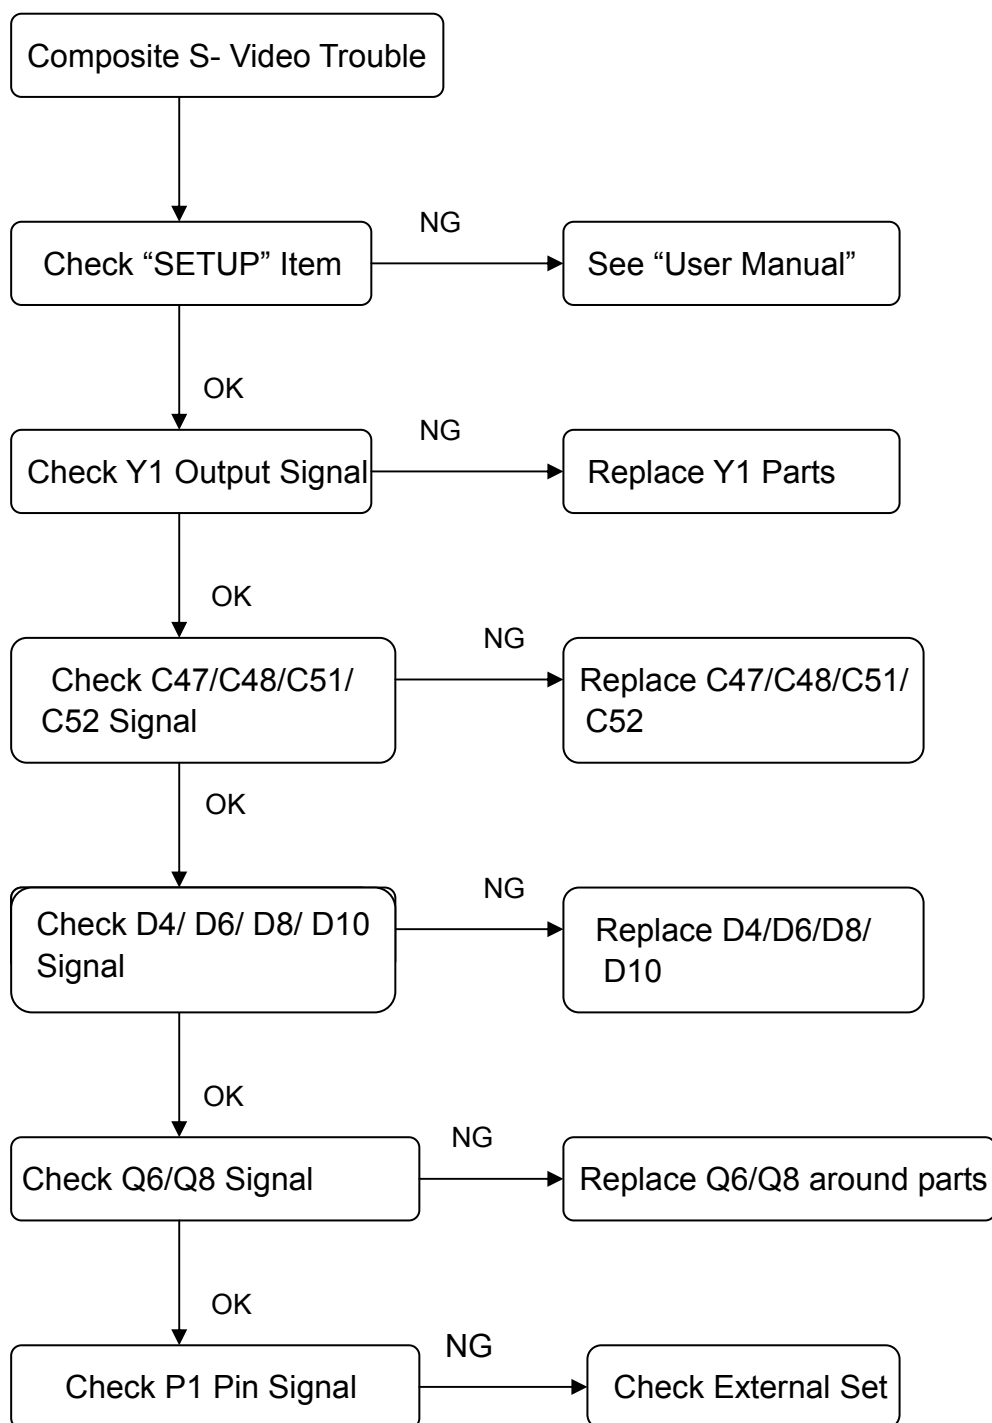 Composite S- Video Trouble
NG
Check “SETUP” Item
See “User Manual”
OK
NG
Check Y1 Output Signal
Replace Y1 Parts
OK
NG
Check C47/C48/C51/
C52 Signal
Replace C47/C48/C51/
C52
OK
NG
Check D4/ D6/ D8/ D10
Signal
Replace D4/D6/D8/
D10
OK
NG
Check Q6/Q8 Signal
Replace Q6/Q8 around parts
OK
NG
Check P1 Pin Signal
Check External Set